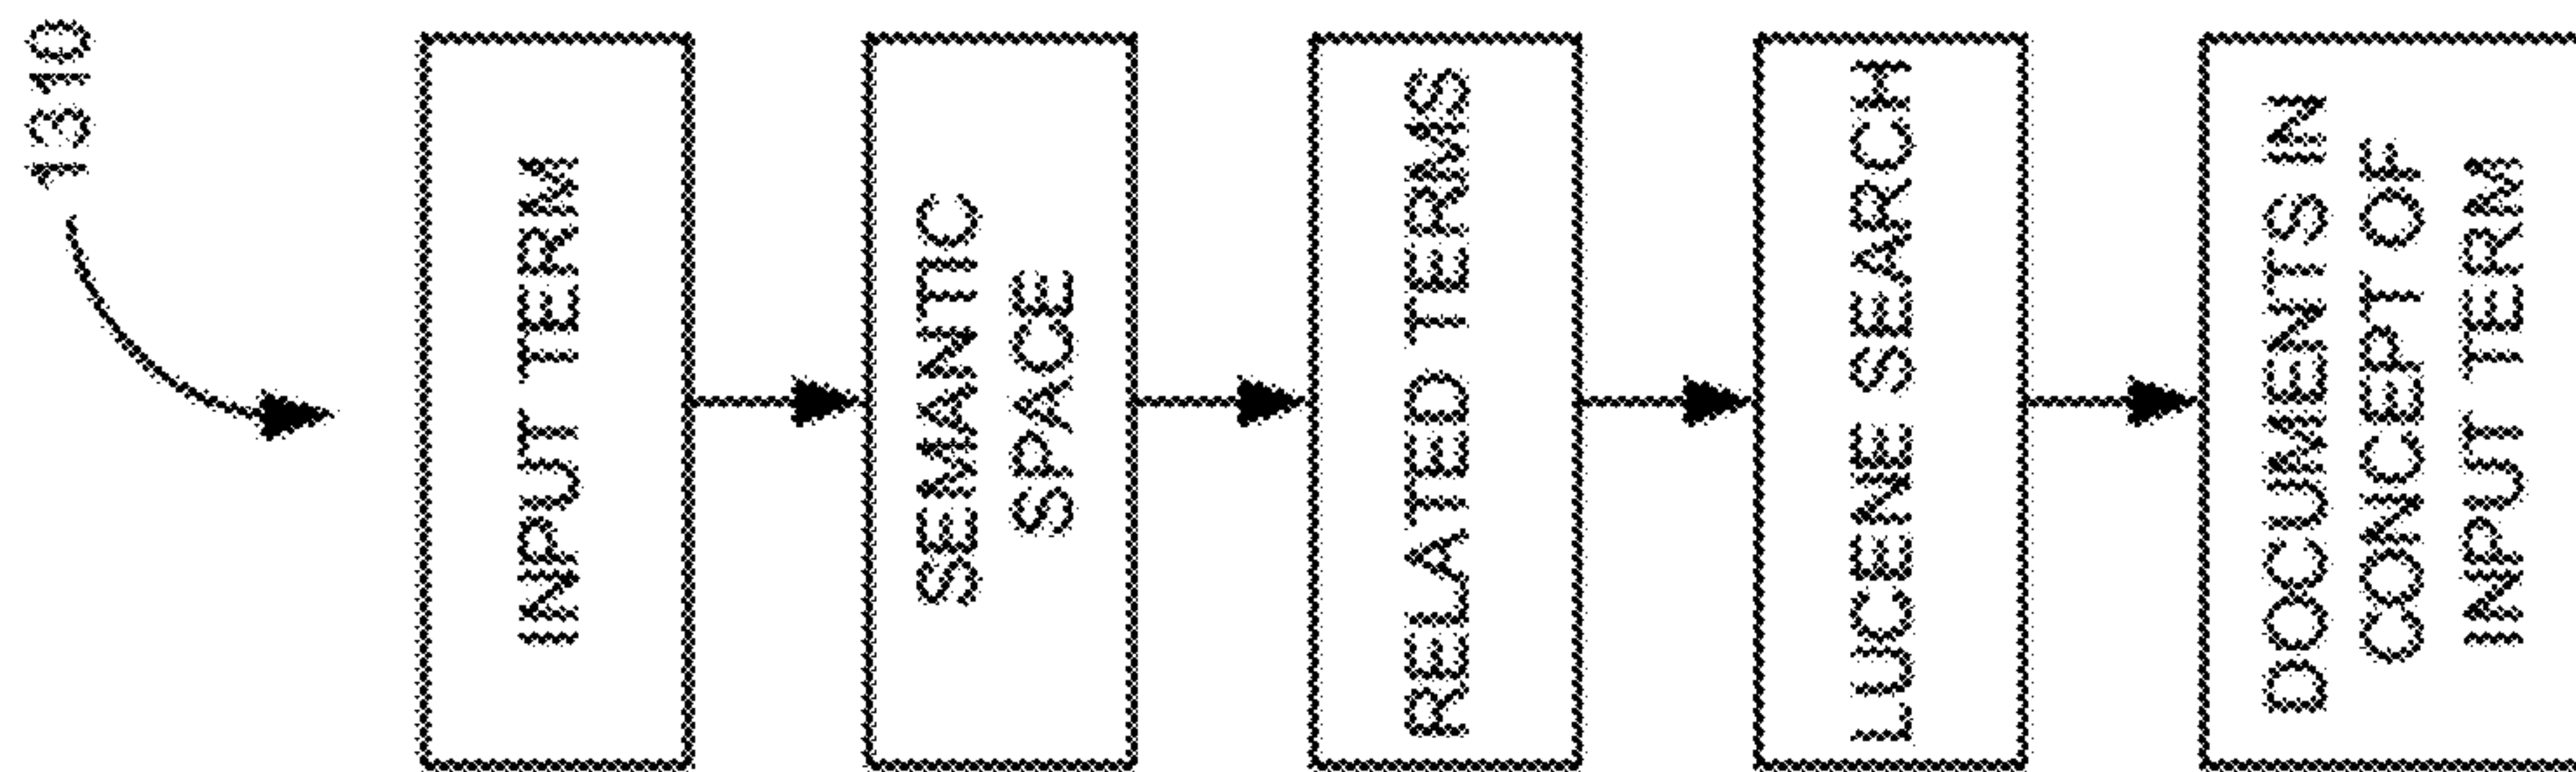 1310
INPUT TERM
SEMANTIC
SPACE
RELATED TERMS
LUCENE SEARCH
DOCUMENTS IN
CONCEPT OF
INPUT TERM